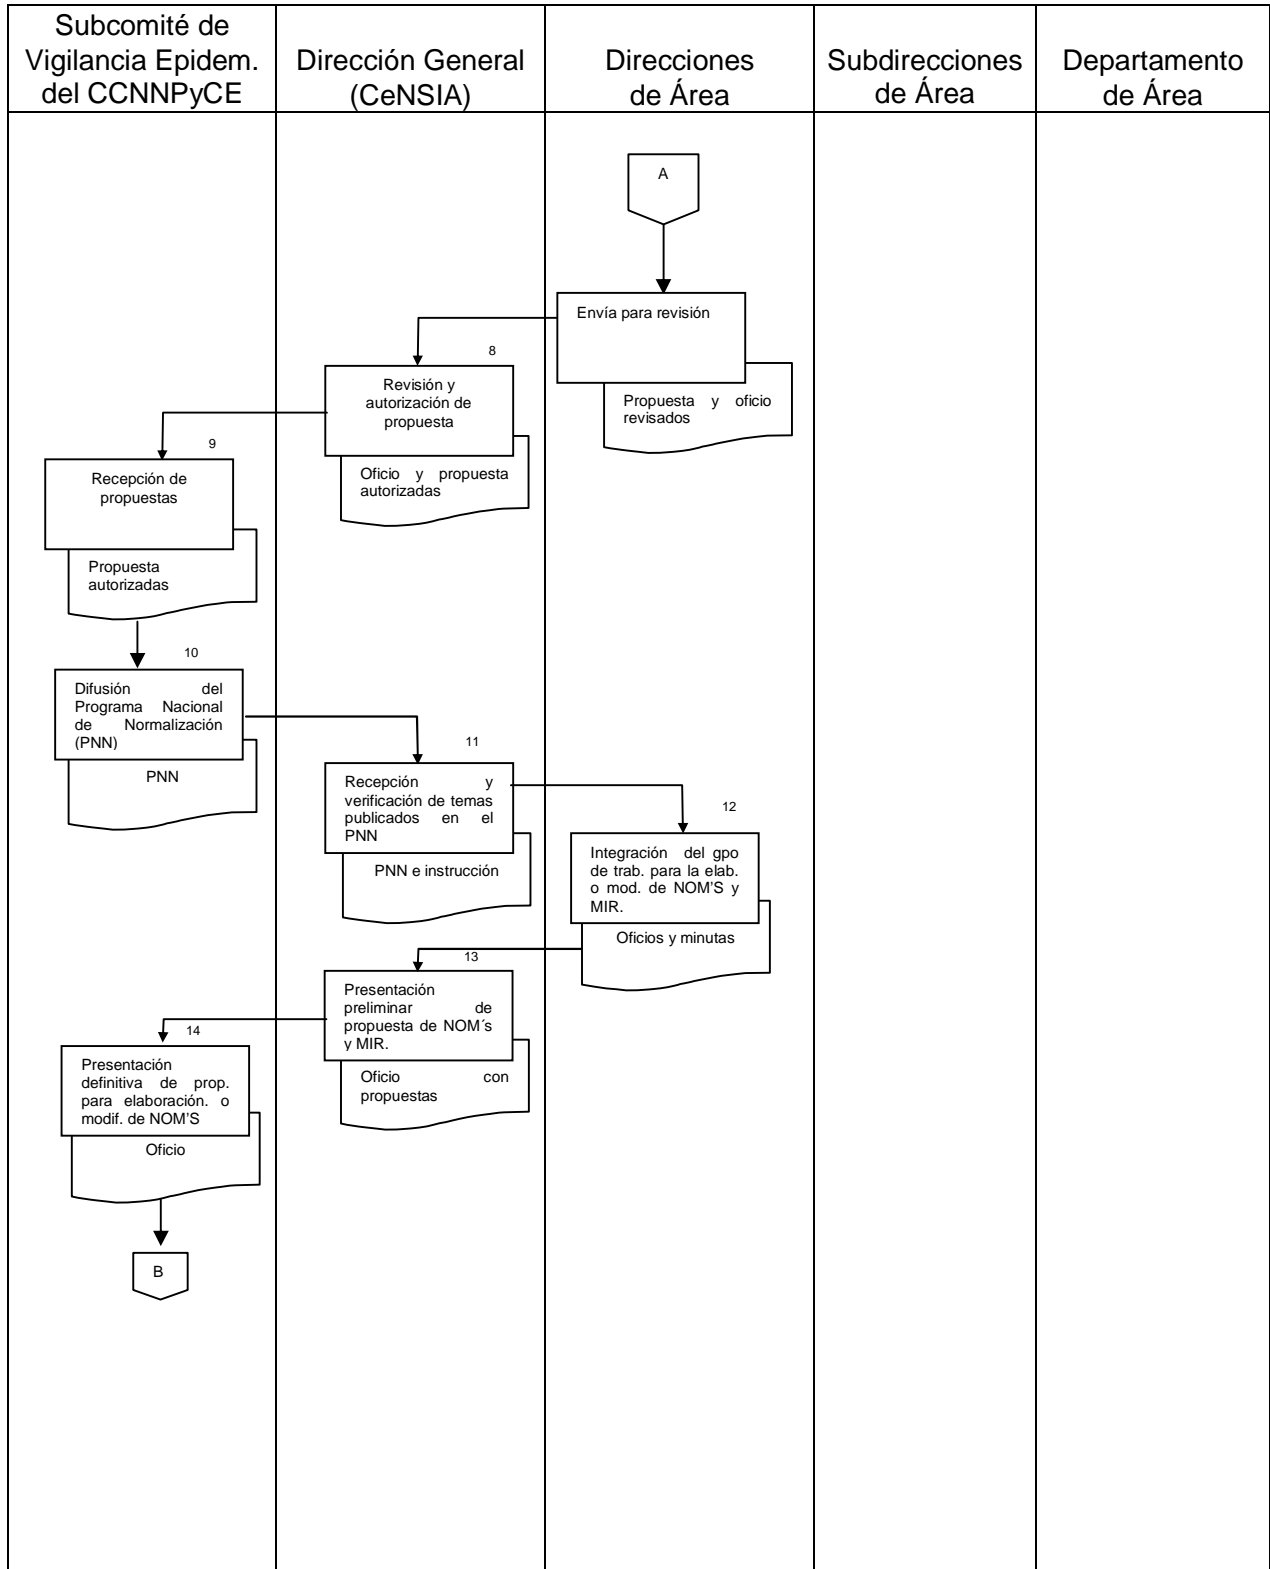 Subcomité de
Vigilancia Epidem.
del CCNNPyCE
Dirección General
(CeNSIA)
Direcciones
de Área
Subdirecciones
de Área
Departamento
de Área
A
Envía para revisión
Propuesta y oficio
revisados
8
Revisión y
autorización de
propuesta
Oficio y propuesta
autorizadas
9
Recepción de
propuestas
Propuesta
autorizadas
10
Difusión del
Programa Nacional
de Normalización
(PNN)
PNN
11
Recepción y
verificación de temas
publicados en el
PNN
PNN e instrucción
12
Integración del gpo
de trab. para la elab.
o mod. de NOM'S y
MIR.
Oficios y minutas
13
Presentación
preliminar de
propuesta de NOM´s
y MIR.
Oficio con
propuestas
14
Presentación
definitiva de prop.
para elaboración. o
modif. de NOM'S
Oficio
B